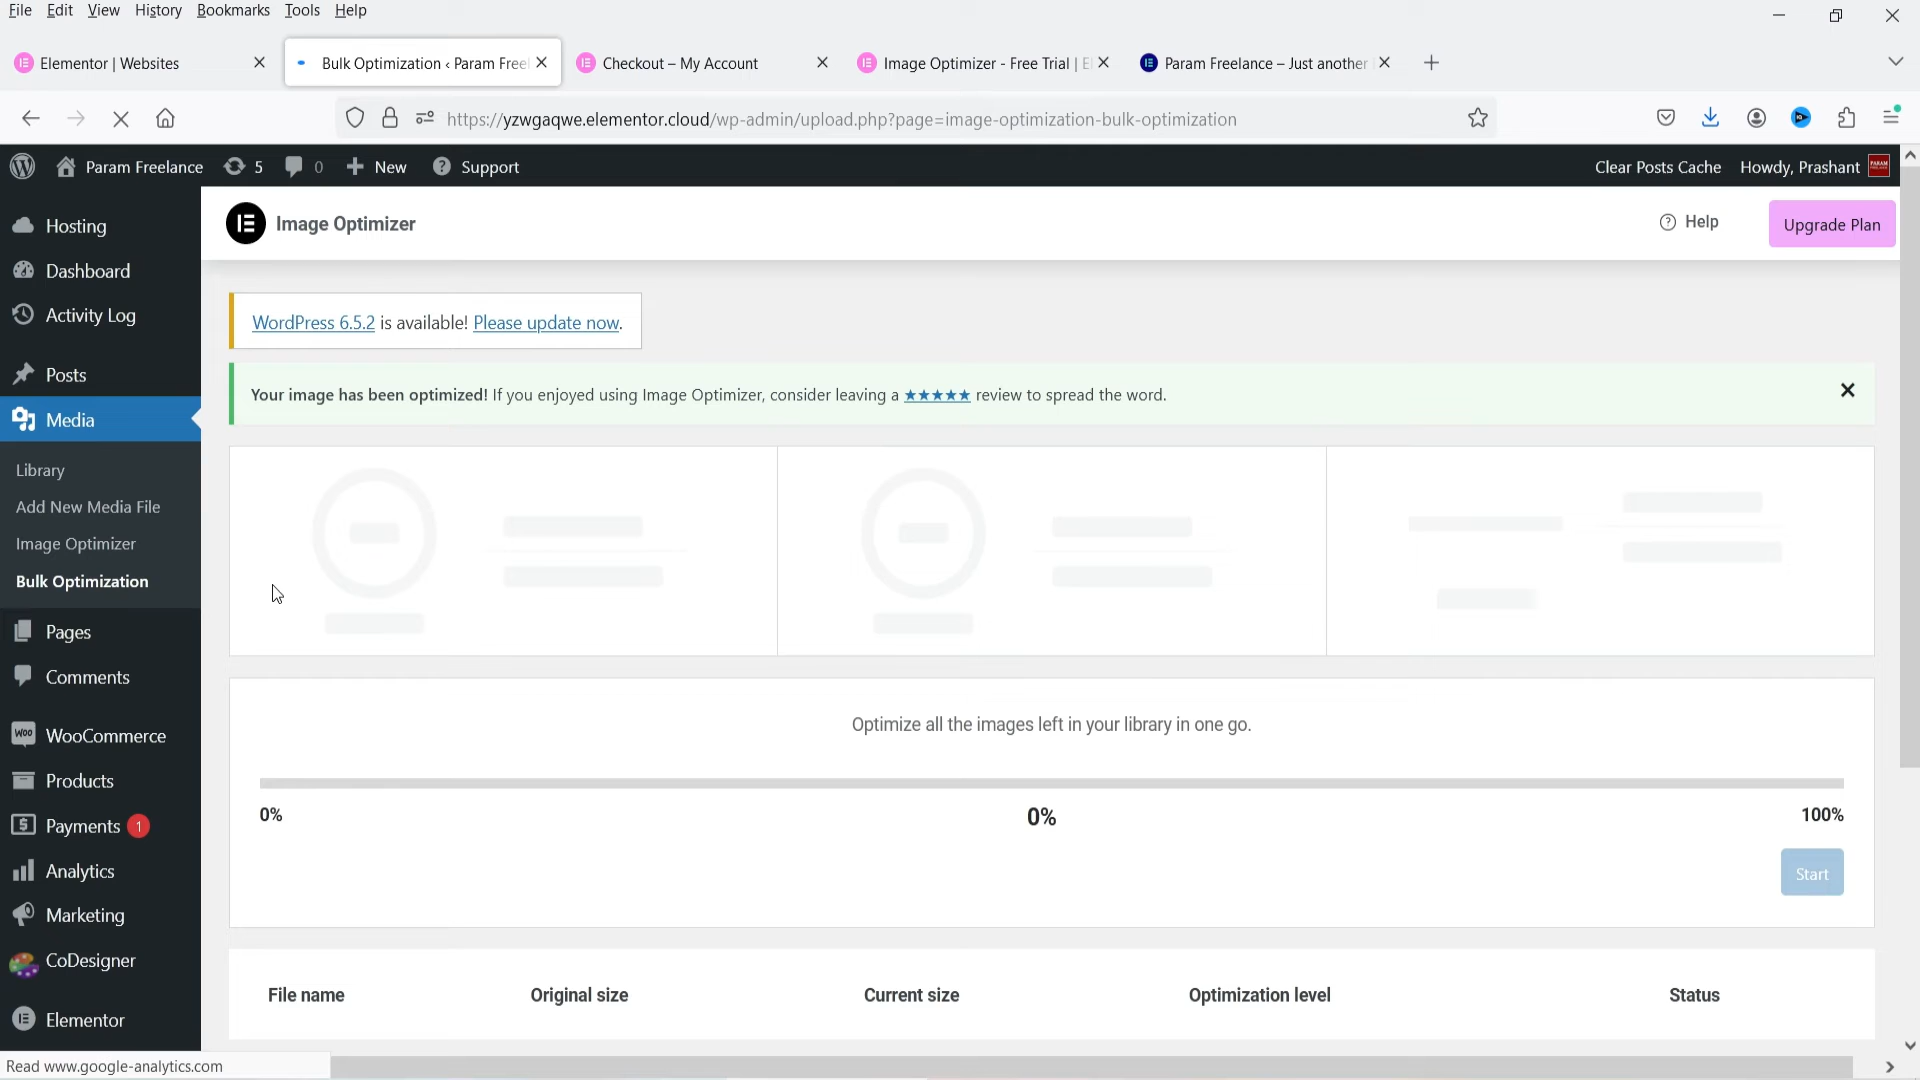 File Edit View History Bookmarks Tools Help
Elementor | Websites
Bulk Optimization ‹ Param Free
Checkout – My Account
Image Optimizer - Free Trial | E
Param Freelance – Just another
https://yzwgaqwe.elementor.cloud/wp-admin/upload.php?page=image-optimization-bulk-optimization
Param Freelance 5 0 New Support
Clear Posts Cache Howdy, Prashant
Hosting
Dashboard
Activity Log
Posts
Media
Library
Add New Media File
Image Optimizer
Bulk Optimization
Pages
Comments
WooCommerce
Products
Payments 1
Analytics
Marketing
CoDesigner
Elementor
Image Optimizer
Help
Upgrade Plan
WordPress 6.5.2 is available! Please update now.
Your image has been optimized! If you enjoyed using Image Optimizer, consider leaving a ★★★★★ review to spread the word.
Optimize all the images left in your library in one go.
0% 0% 100%
Start
File name Original size Current size Optimization level Status
Read www.google-analytics.com